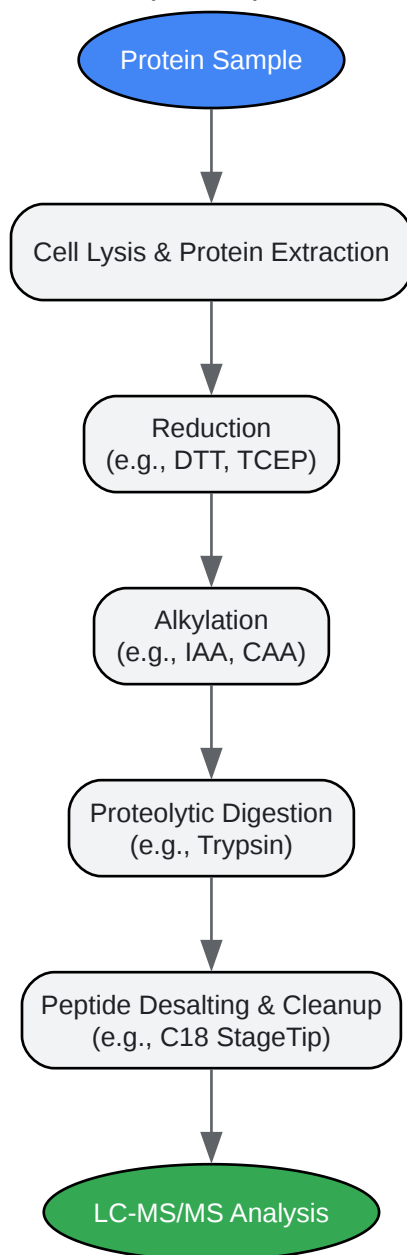 Protein Sample
Cell Lysis & Protein Extraction
Reduction
(e.g., DTT, TCEP)
Alkylation
(e.g., IAA, CAA)
Proteolytic Digestion
(e.g., Trypsin)
Peptide Desalting & Cleanup
(e.g., C18 StageTip)
LC-MS/MS Analysis